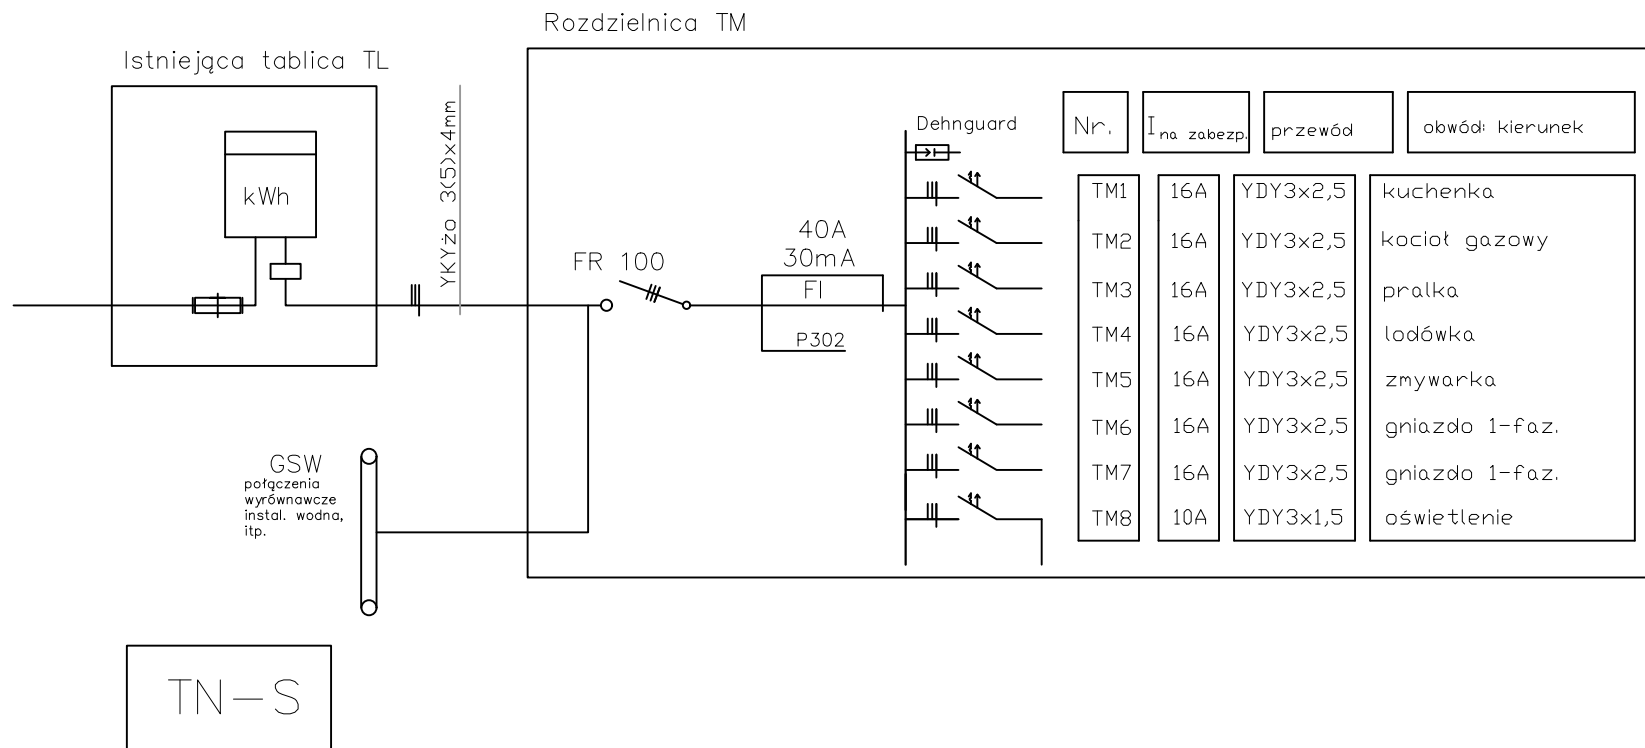 Rozdzielnica TM
Istniejąca tablica TL
kWh
YKYżo 3(5)x4mm
FR 100
40A
30mA
FI
P302
Dehnguard
Nr. I na zabezp. przewód obwód: kierunek
TM1 16A YDY3x2,5 kuchenka
TM2 16A YDY3x2,5 kocioł gazowy
TM3 16A YDY3x2,5 pralka
TM4 16A YDY3x2,5 lodówka
TM5 16A YDY3x2,5 zmywarka
TM6 16A YDY3x2,5 gniazdo 1-faz.
TM7 16A YDY3x2,5 gniazdo 1-faz.
TM8 10A YDY3x1,5 oświetlenie
GSW
połączenia
wyrównawcze
instal. wodna,
itp.
TN-S